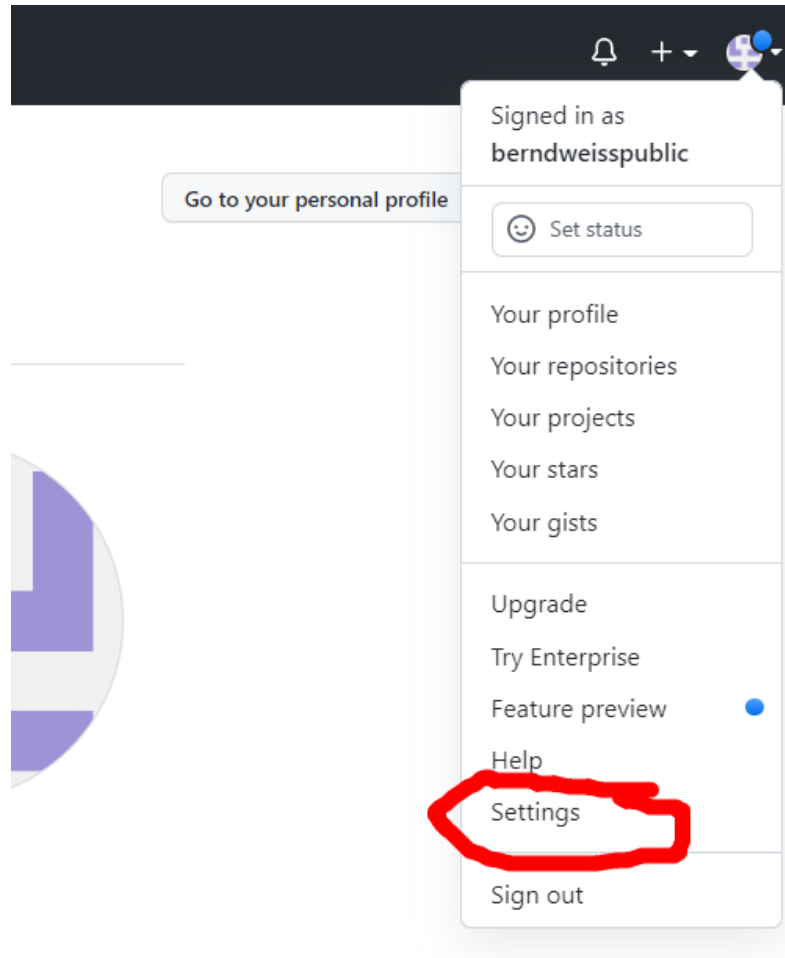 Signed in as
berndweisspublic
Go to your personal profile
Set status
Your profile
Your repositories
Your projects
Your stars
Your gists
Upgrade
Try Enterprise
Feature preview
Help
Settings
Sign out